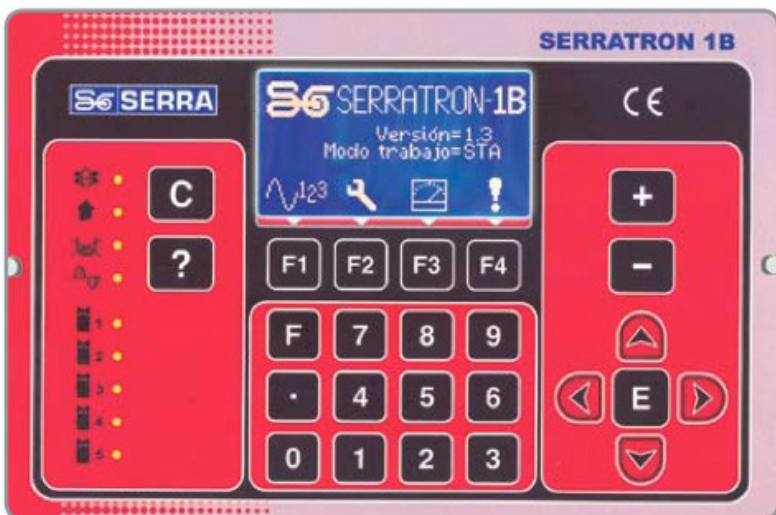 SERRATRON 1B
SERRA
SERRATRON-1B
Versión=1.3
Modo trabajo=STA
123
CE
C
?
F1 F2 F3 F4
+
-
F 7 8 9
. 4 5 6
0 1 2 3
E
1
2
3
4
5